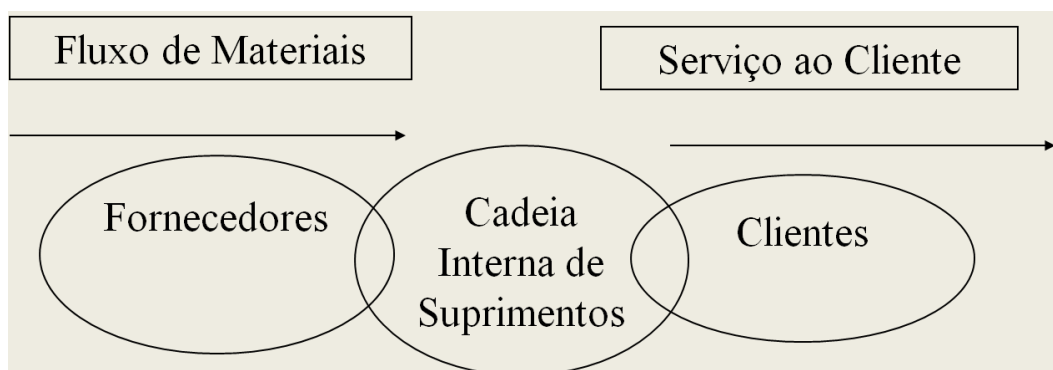 Fluxo de Materiais
Serviço ao Cliente
Fornecedores
Cadeia
Interna de
Suprimentos
Clientes